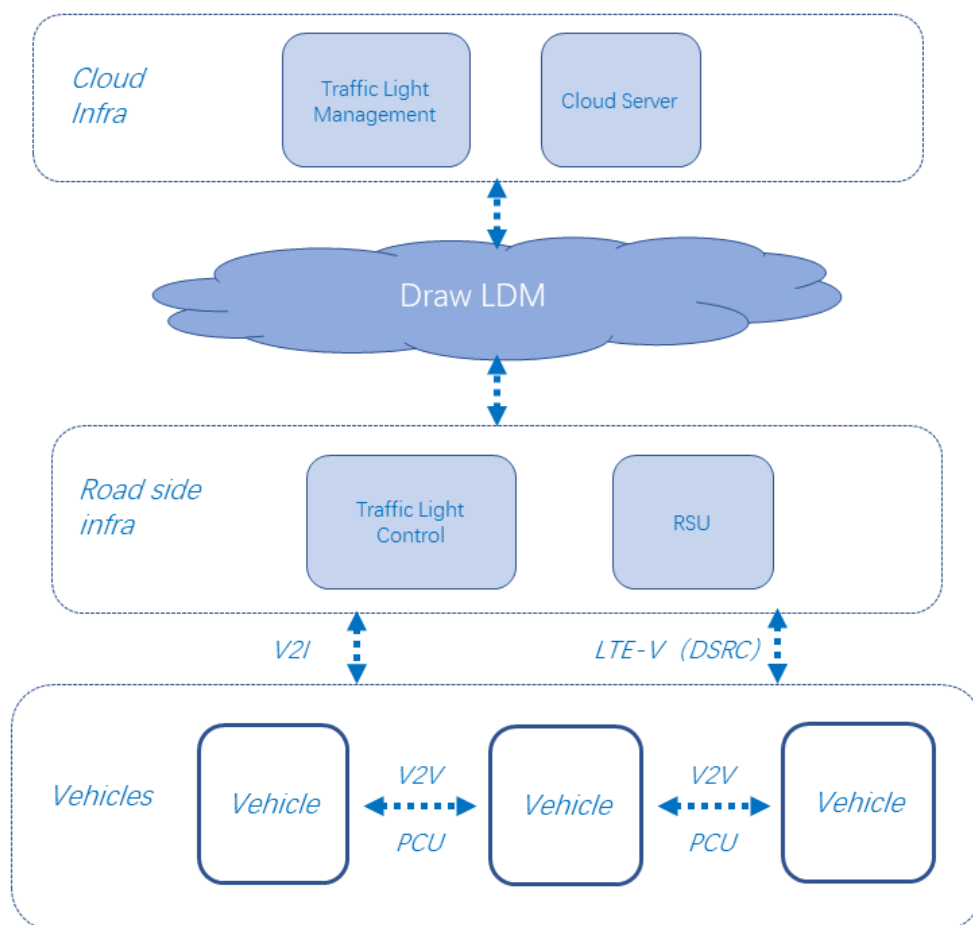 Cloud
Infra
Traffic Light
Management
Cloud Server
Draw LDM
Road side
infra
Traffic Light
Control
RSU
V2I
LTE-V（DSRC）
Vehicles
Vehicle
V2V
PCU
Vehicle
V2V
PCU
Vehicle